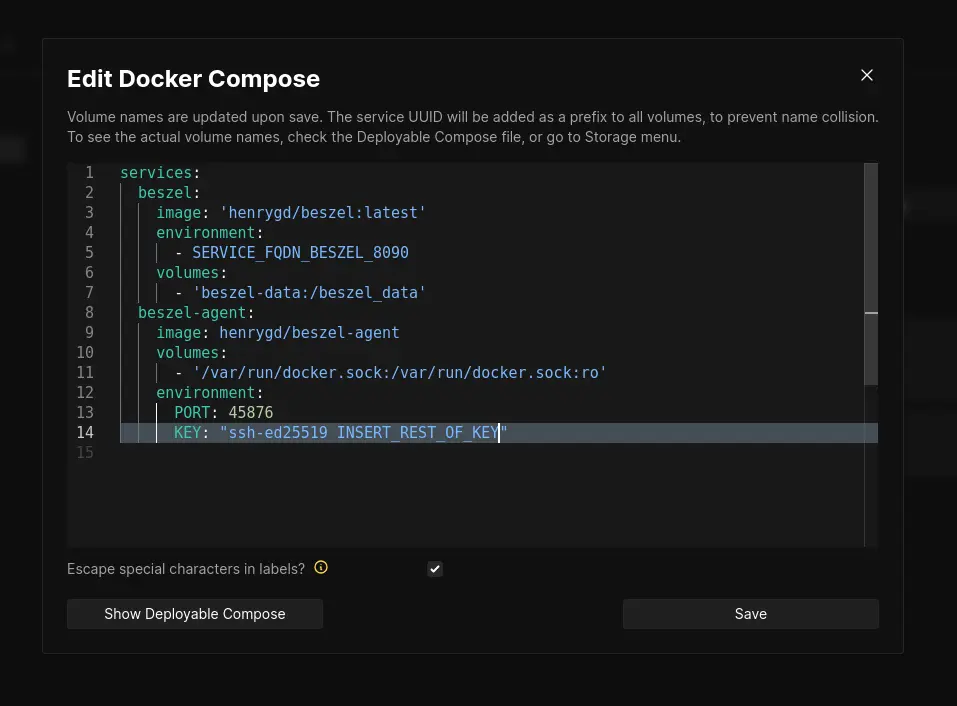 Edit Docker Compose
Volume names are updated upon save. The service UUID will be added as a prefix to all volumes, to prevent name collision.
To see the actual volume names, check the Deployable Compose file, or go to Storage menu.
1 services:
2 beszel:
3 image: 'henrygd/beszel:latest'
4 environment:
5 - SERVICE_FQDN_BESZEL_8090
6 volumes:
7 - 'beszel-data:/beszel_data'
8 beszel-agent:
9 image: henrygd/beszel-agent
10 volumes:
11 - '/var/run/docker.sock:/var/run/docker.sock:ro'
12 environment:
13 PORT: 45876
14 KEY: "ssh-ed25519 INSERT_REST_OF_KEY"
15
Escape special characters in labels?
Show Deployable Compose
Save